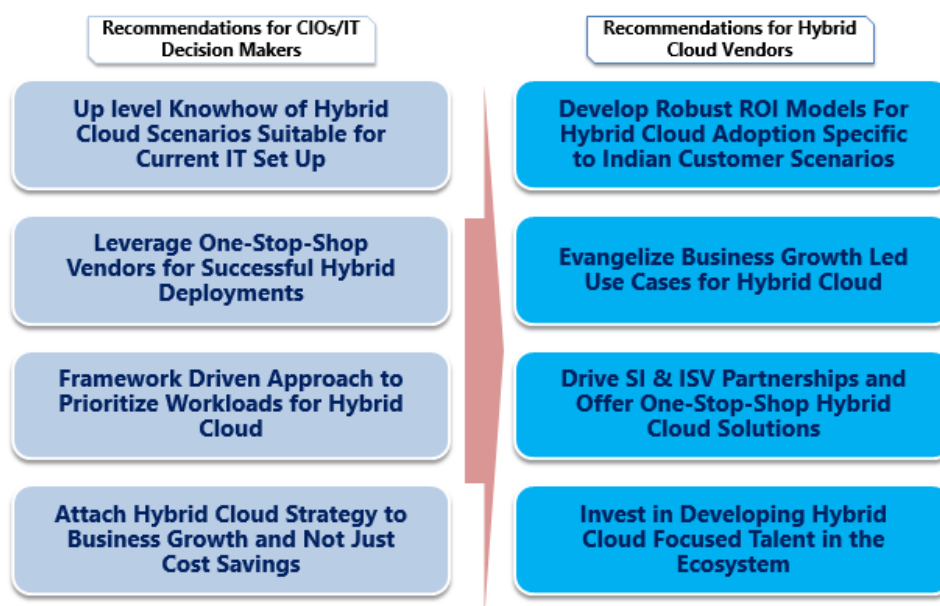 Recommendations for CIOs/IT
Decision Makers
Up level Knowhow of Hybrid
Cloud Scenarios Suitable for
Current IT Set Up
Leverage One-Stop-Shop
Vendors for Successful Hybrid
Deployments
Framework Driven Approach to
Prioritize Workloads for Hybrid
Cloud
Attach Hybrid Cloud Strategy to
Business Growth and Not Just
Cost Savings
Recommendations for Hybrid
Cloud Vendors
Develop Robust ROI Models For
Hybrid Cloud Adoption Specific
to Indian Customer Scenarios
Evangelize Business Growth Led
Use Cases for Hybrid Cloud
Drive SI & ISV Partnerships and
Offer One-Stop-Shop Hybrid
Cloud Solutions
Invest in Developing Hybrid
Cloud Focused Talent in the
Ecosystem